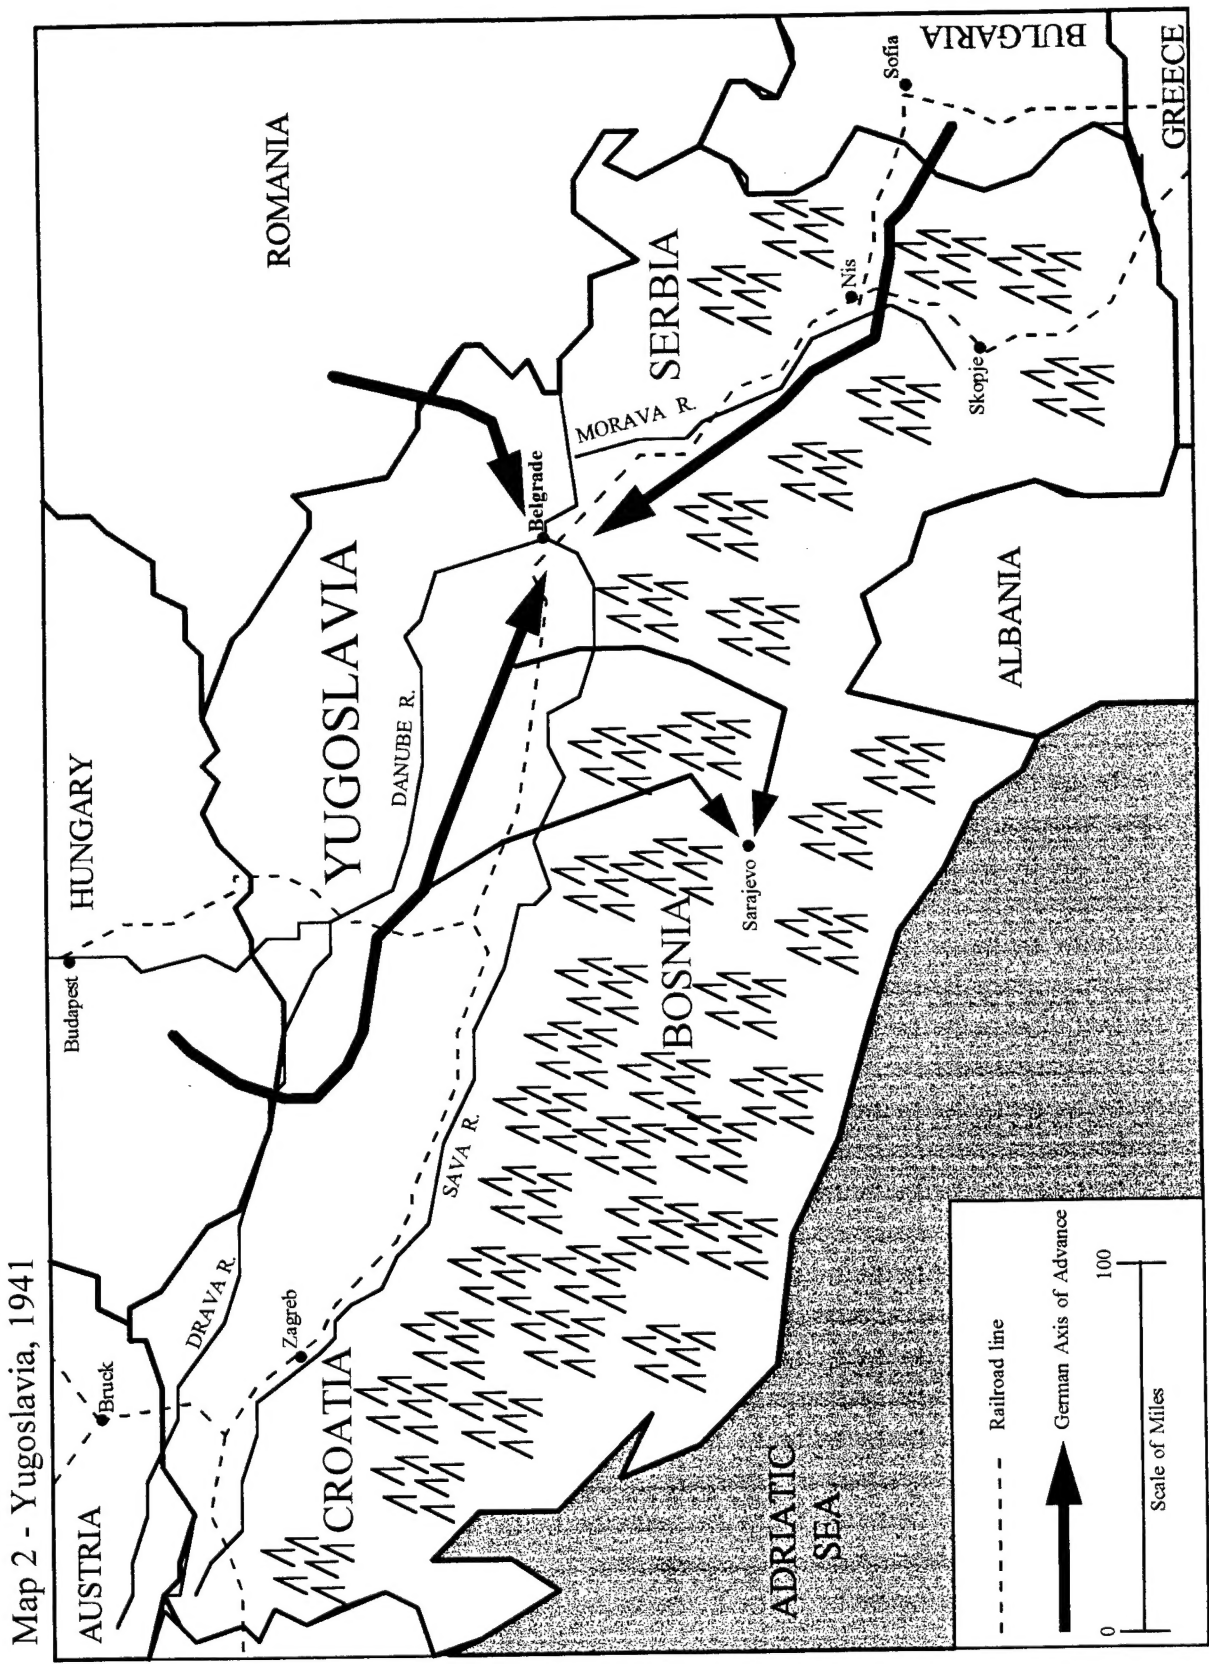 Map 2 - Yugoslavia, 1941
AUSTRIA
Bruck
Budapest
HUNGARY
ROMANIA
DRAVA R.
Zagreb
CROATIA
SAVA R.
DANUBE R.
YUGOSLAVIA
Belgrade
MORAVA R.
SERBIA
Nis
Sofia
BULGARIA
BOSNIA
Sarajevo
Skopje
ALBANIA
GREECE
ADRIATIC
SEA
Railroad line
German Axis of Advance
0
100
Scale of Miles